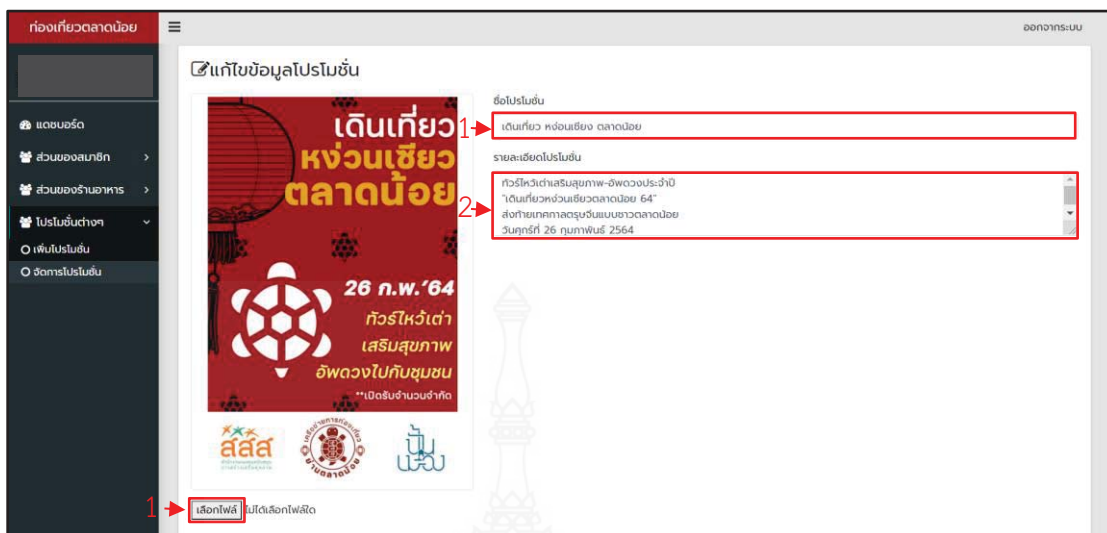 ท่องเที่ยวตลาดน้อย
ออกจากระบบ
แดชบอร์ด
ส่วนของสมาชิก
ส่วนของร้านอาหาร
โปรโมชั่นต่างๆ
เพิ่มโปรโมชั่น
จัดการโปรโมชั่น
แก้ไขข้อมูลโปรโมชั่น
เดินเที่ยว
หง่วนเซียว
ตลาดน้อย
26 ก.พ.'64
ทัวร์ไหว้เต่า
เสริมสุขภาพ
อัพดวงไปกับชุมชน
**เปิดรับจำนวนจำกัด
สสส
ย่านตลาดน้อย
ปั้นเมือง
1
เลือกไฟล์ ไม่ได้เลือกไฟล์ใด
ชื่อโปรโมชั่น
1
เดินเที่ยว หง่อนเซียง ตลาดน้อย
รายละเอียดโปรโมชั่น
2
ทัวร์ไหว้เต่าเสริมสุขภาพ-อัพดวงประจำปี
"เดินเที่ยวหง่วนเซียวตลาดน้อย 64"
ส่งท้ายเทศกาลตรุษจีนแบบชาวตลาดน้อย
วันศุกร์ที่ 26 กุมภาพันธ์ 2564